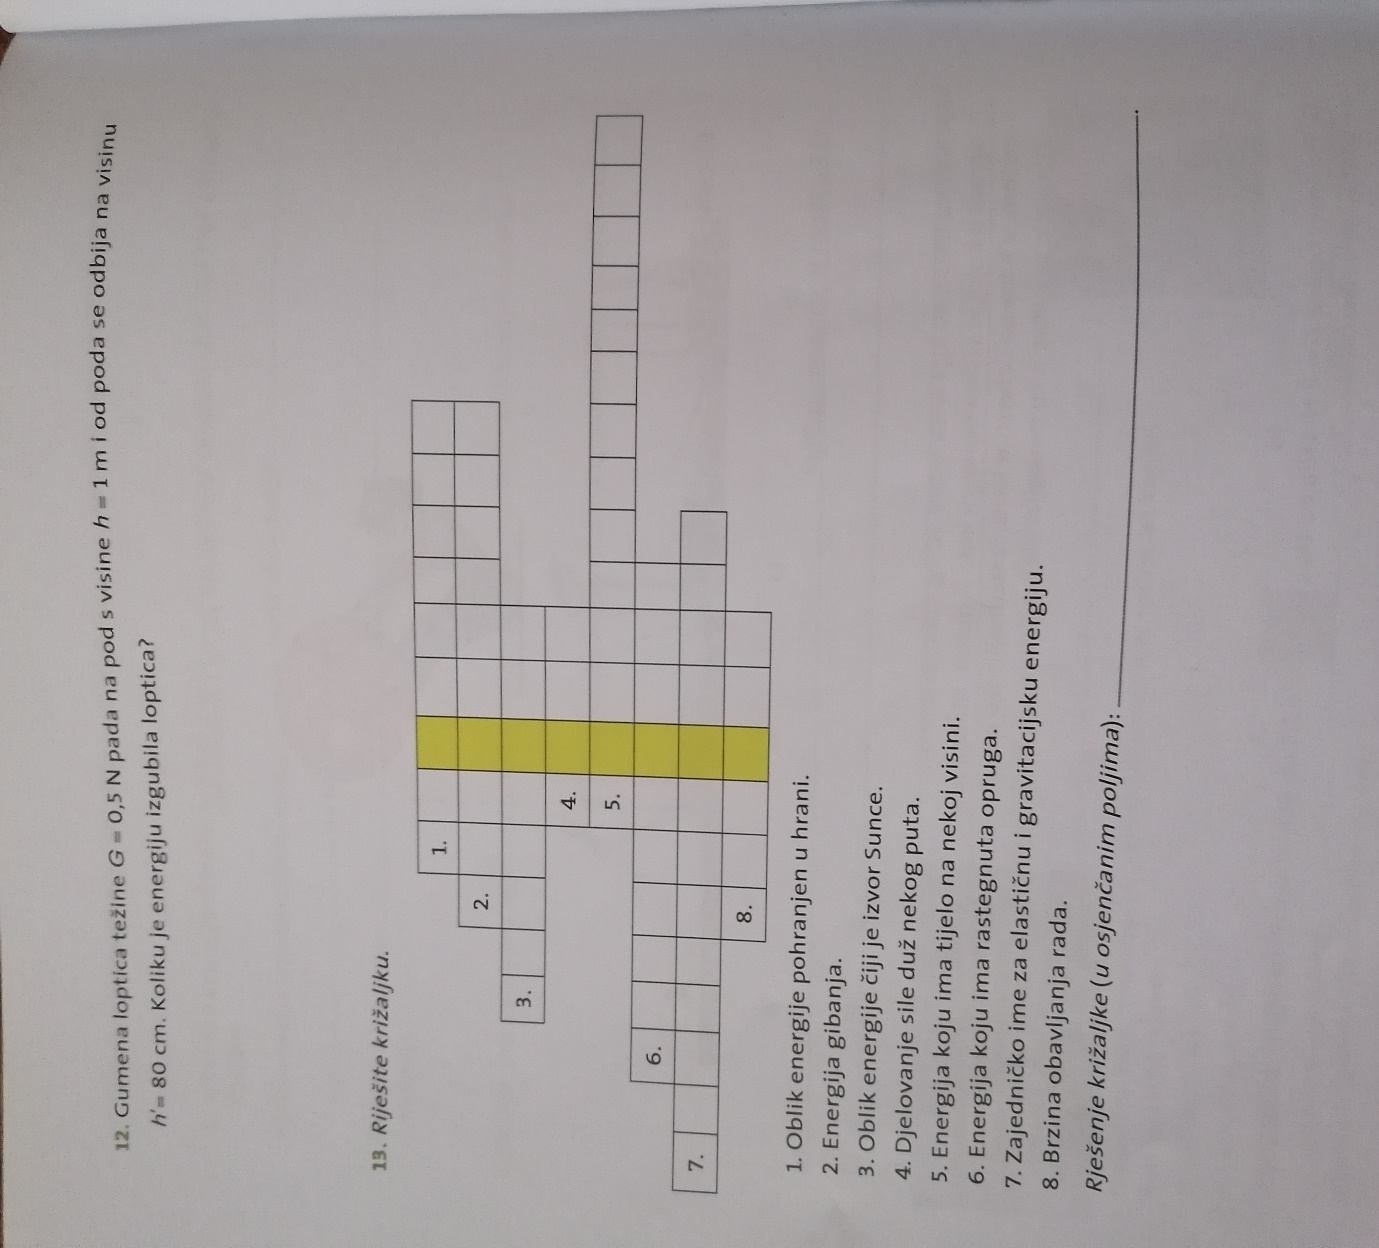 12. Gumena loptica težine G = 0,5 N pada na pod s visine h = 1 m i od poda se odbija na visinu
h'= 80 cm. Koliku je energiju izgubila loptica?
13. Riješite križaljku.
1.
2.
3.
4.
5.
6.
7.
8.
1. Oblik energije pohranjen u hrani.
2. Energija gibanja.
3. Oblik energije čiji je izvor Sunce.
4. Djelovanje sile duž nekog puta.
5. Energija koju ima tijelo na nekoj visini.
6. Energija koju ima rastegnuta opruga.
7. Zajedničko ime za elastičnu i gravitacijsku energiju.
8. Brzina obavljanja rada.
Rješenje križaljke (u osjenčanim poljima): ______.